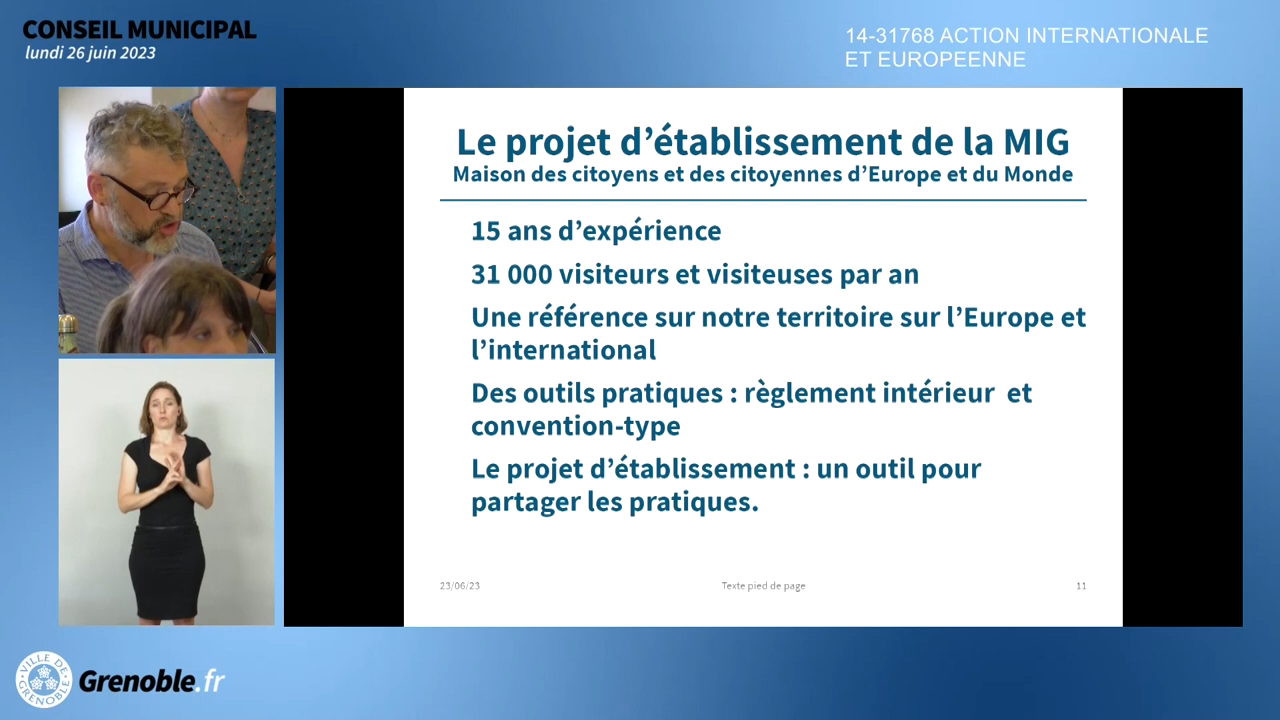 CONSEIL MUNICIPAL
lundi 26 juin 2023
14-31768 ACTION INTERNATIONALE
ET EUROPEENNE
Le projet d’établissement de la MIG
Maison des citoyens et des citoyennes d’Europe et du Monde
15 ans d’expérience
31 000 visiteurs et visiteuses par an
Une référence sur notre territoire sur l’Europe et
l’international
Des outils pratiques : règlement intérieur et
convention-type
Le projet d’établissement : un outil pour
partager les pratiques.
23/06/23
Texte pied de page
11
VILLE DE
GRENOBLE
Grenoble.fr